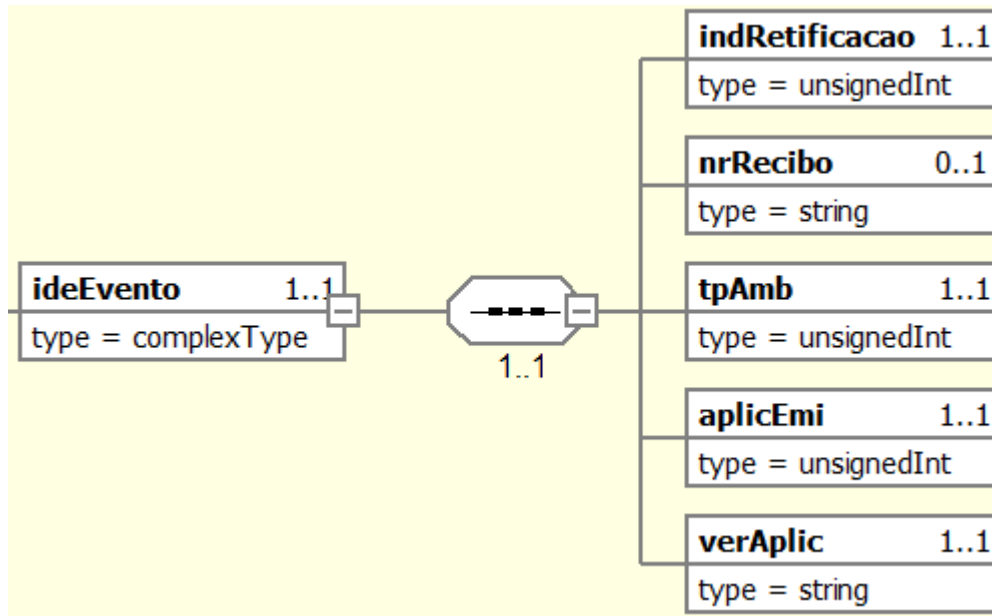 indRetificacao 1..1
type = unsignedInt
nrRecibo 0..1
type = string
ideEvento 1..1
type = complexType
1..1
tpAmb 1..1
type = unsignedInt
aplicEmi 1..1
type = unsignedInt
verAplic 1..1
type = string